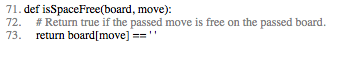 71. def isSpaceFree(board, move):
72. # Return true if the passed move is free on the passed board.
73. return board[move] == ' '